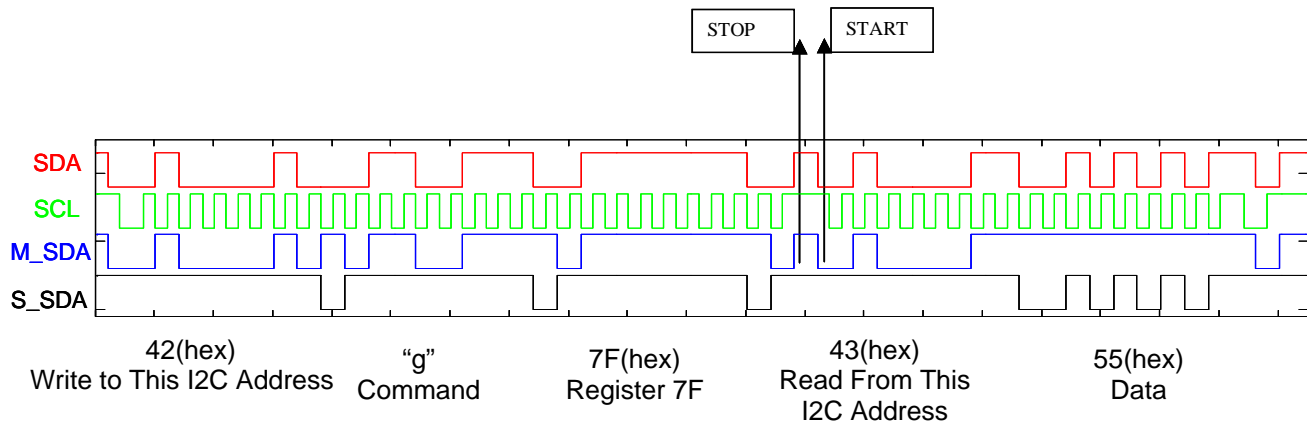 STOP
START
SDA
SCL
M_SDA
S_SDA
42(hex)
Write to This I2C Address
“g”
Command
7F(hex)
Register 7F
43(hex)
Read From This
I2C Address
55(hex)
Data